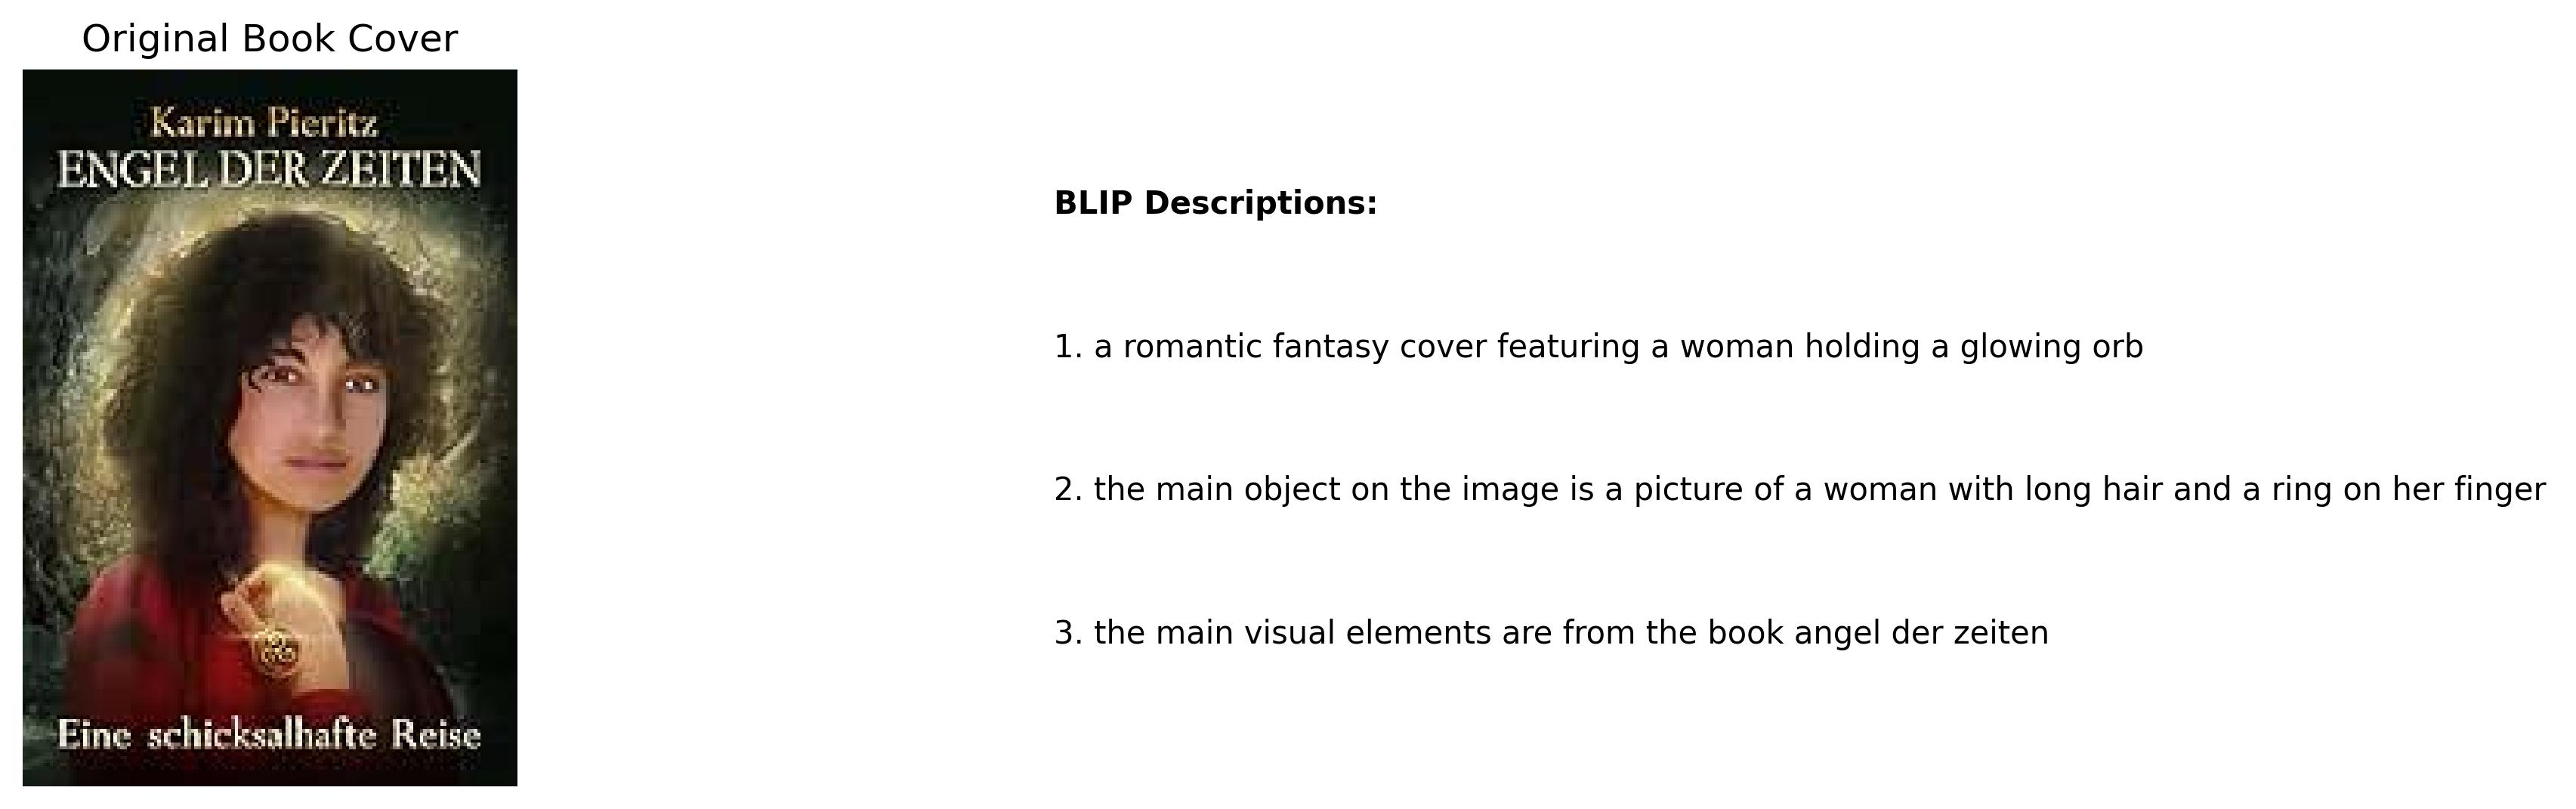 Original Book Cover
Karim Pieritz
ENGEL DER ZEITEN
Eine schicksalhafte Reise
BLIP Descriptions:
1. a romantic fantasy cover featuring a woman holding a glowing orb
2. the main object on the image is a picture of a woman with long hair and a ring on her finger
3. the main visual elements are from the book angel der zeiten